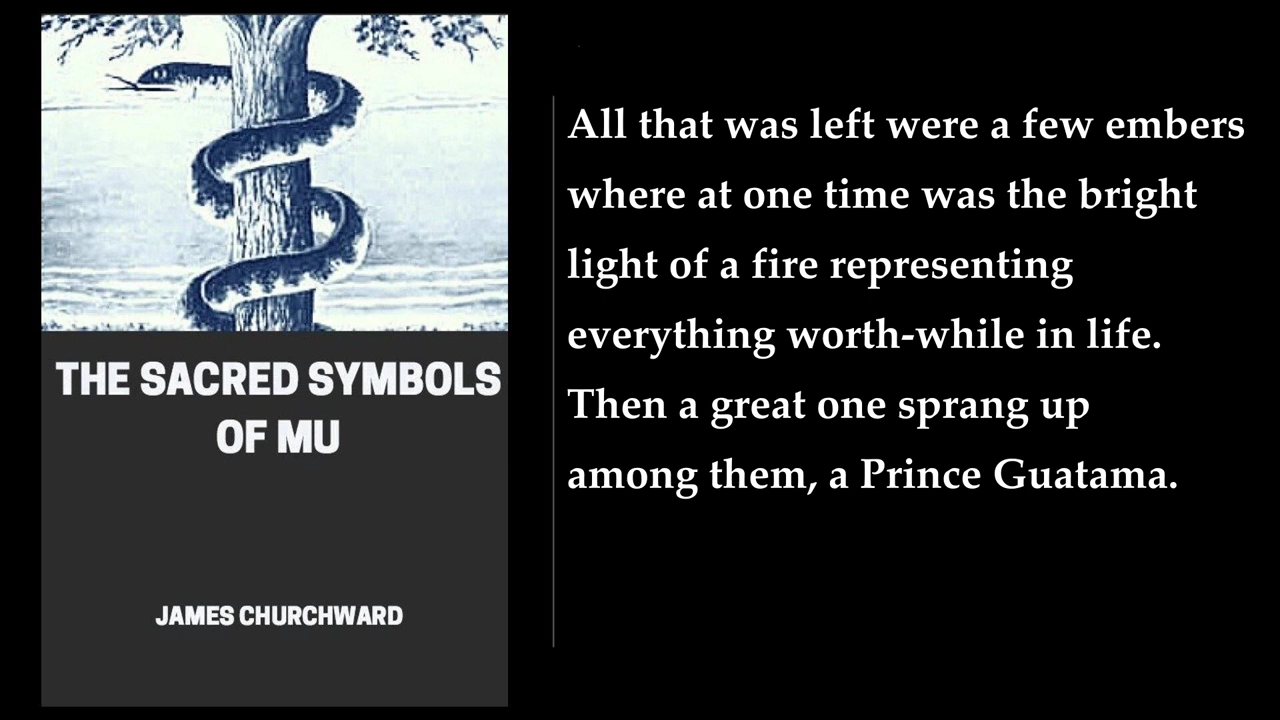 THE SACRED SYMBOLS
OF MU
JAMES CHURCHWARD
All that was left were a few embers
where at one time was the bright
light of a fire representing
everything worth-while in life.
Then a great one sprang up
among them, a Prince Guatama.